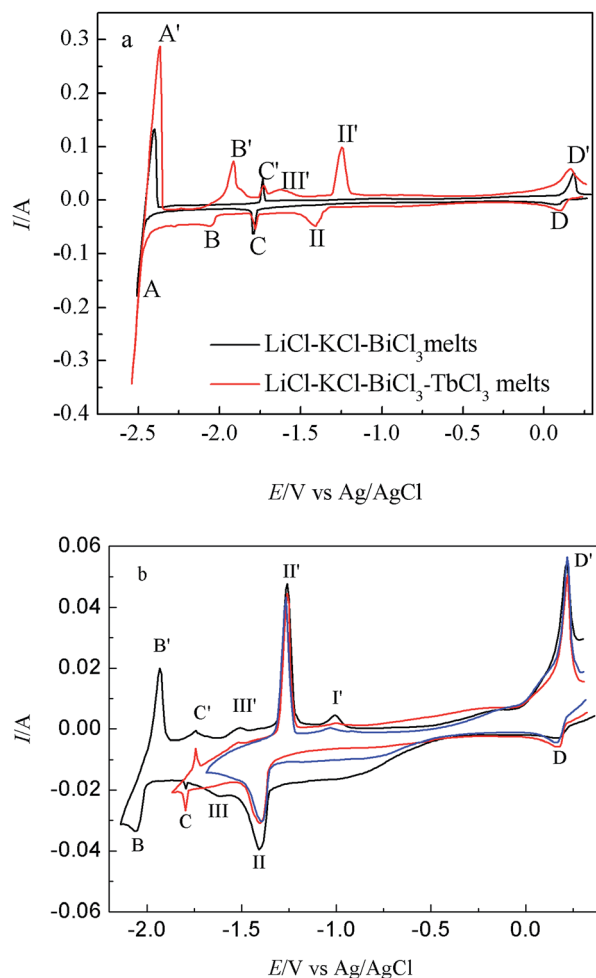 a
A'
0.3
0.2
0.1
0.0
-0.1
-0.2
-0.3
-0.4
I/A
B'
C'
III'
II'
D'
A
B
C
II
D
LiCl-KCl-BiCl₃melts
LiCl-KCl-BiCl₃-TbCl₃ melts
-2.5 -2.0 -1.5 -1.0 -0.5 0.0
E/V vs Ag/AgCl
b
0.06
0.04
0.02
0.00
-0.02
-0.04
-0.06
I/A
II'
D'
B'
C'
III'
I'
B
C
III
II
D
-2.0 -1.5 -1.0 -0.5 0.0
E/V vs Ag/AgCl